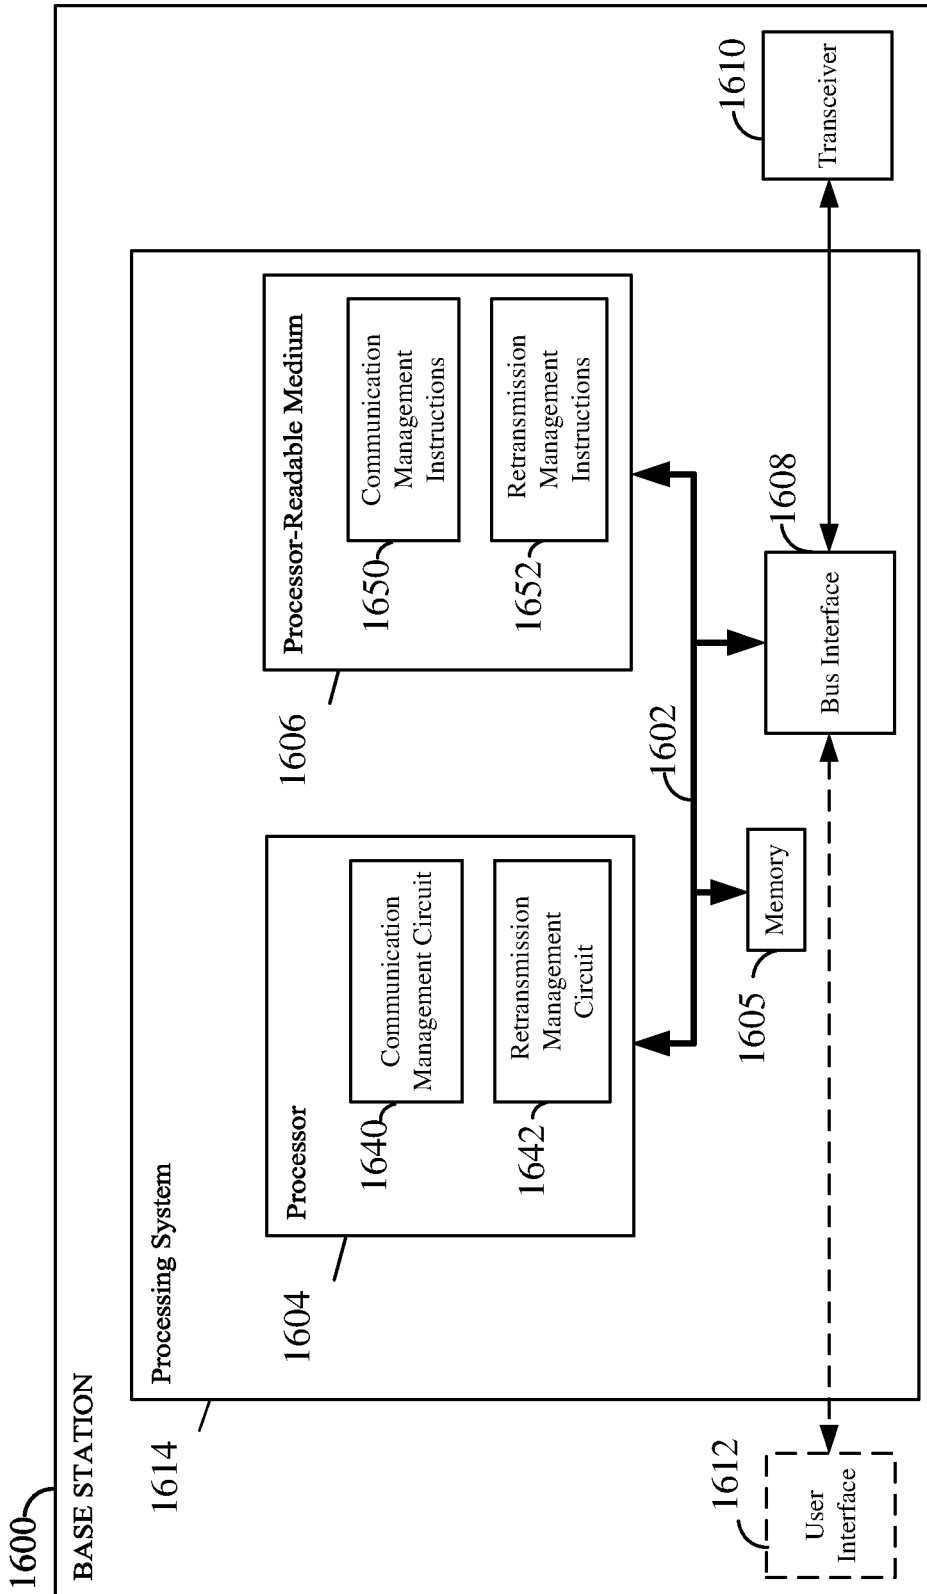 1600
BASE STATION
1614
Processing System
1604
Processor
1640
Communication
Management Circuit
1642
Retransmission
Management
Circuit
1606
Processor-Readable Medium
1650
Communication
Management
Instructions
1652
Retransmission
Management
Instructions
1602
1605
Memory
1612
User
Interface
1608
Bus Interface
1610
Transceiver